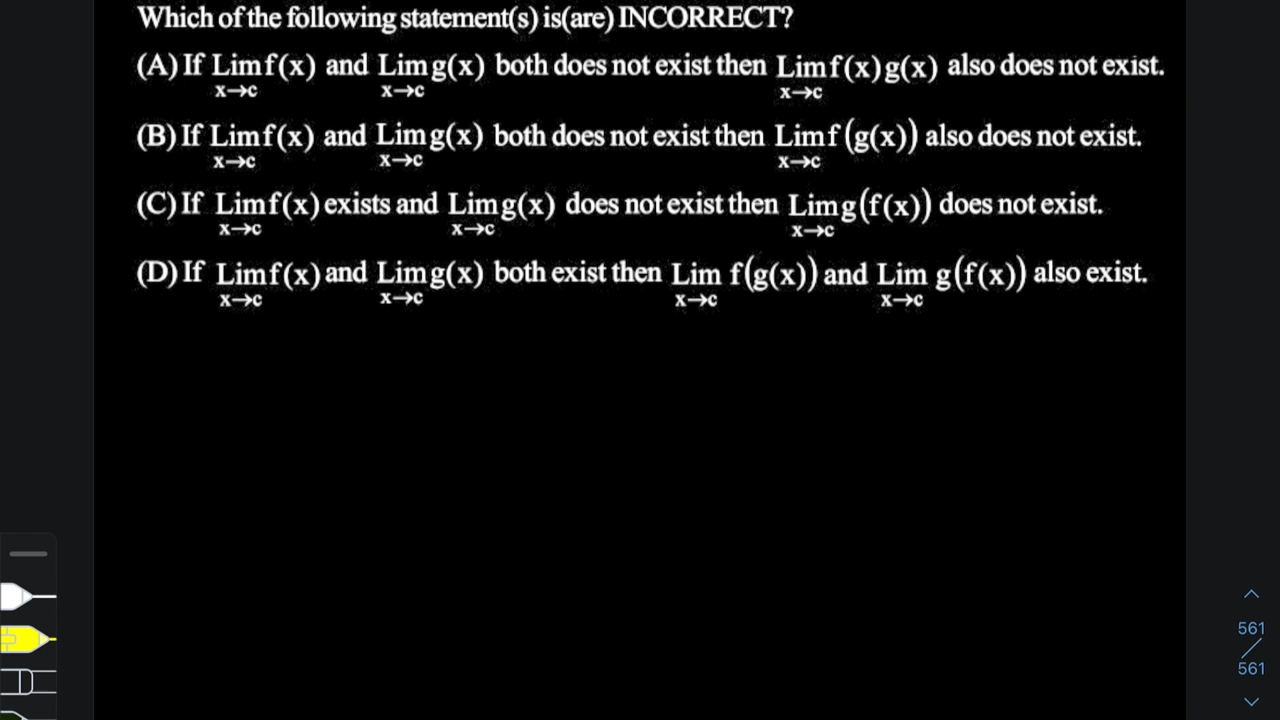 Which of the following statement(s) is(are) INCORRECT?
(A) If Lim f(x) and Lim g(x) both does not exist then Lim f(x)g(x) also does not exist.
x→c x→c x→c
(B) If Lim f(x) and Lim g(x) both does not exist then Lim f(g(x)) also does not exist.
x→c x→c x→c
(C) If Lim f(x) exists and Lim g(x) does not exist then Lim g(f(x)) does not exist.
x→c x→c x→c
(D) If Lim f(x) and Lim g(x) both exist then Lim f(g(x)) and Lim g(f(x)) also exist.
x→c x→c x→c x→c
561
561